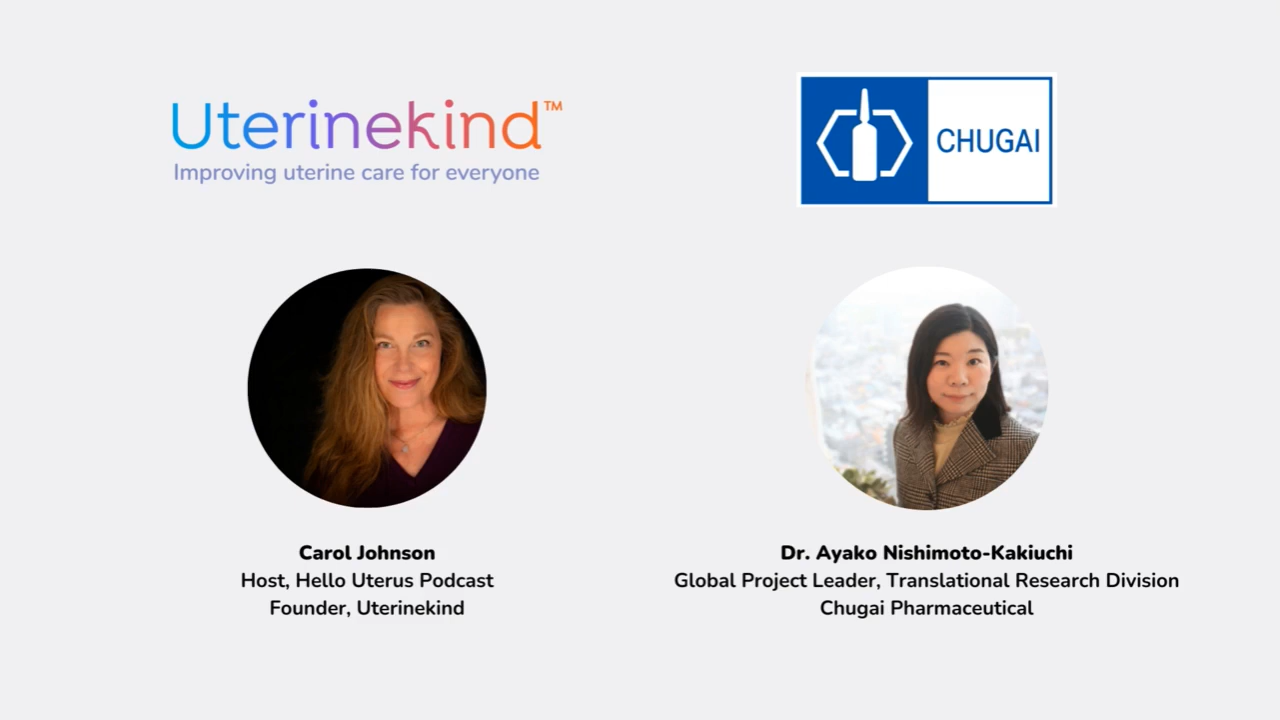 Uterinekind™
Improving uterine care for everyone
CHUGAI
Carol Johnson
Host, Hello Uterus Podcast
Founder, Uterinekind
Dr. Ayako Nishimoto-Kakiuchi
Global Project Leader, Translational Research Division
Chugai Pharmaceutical